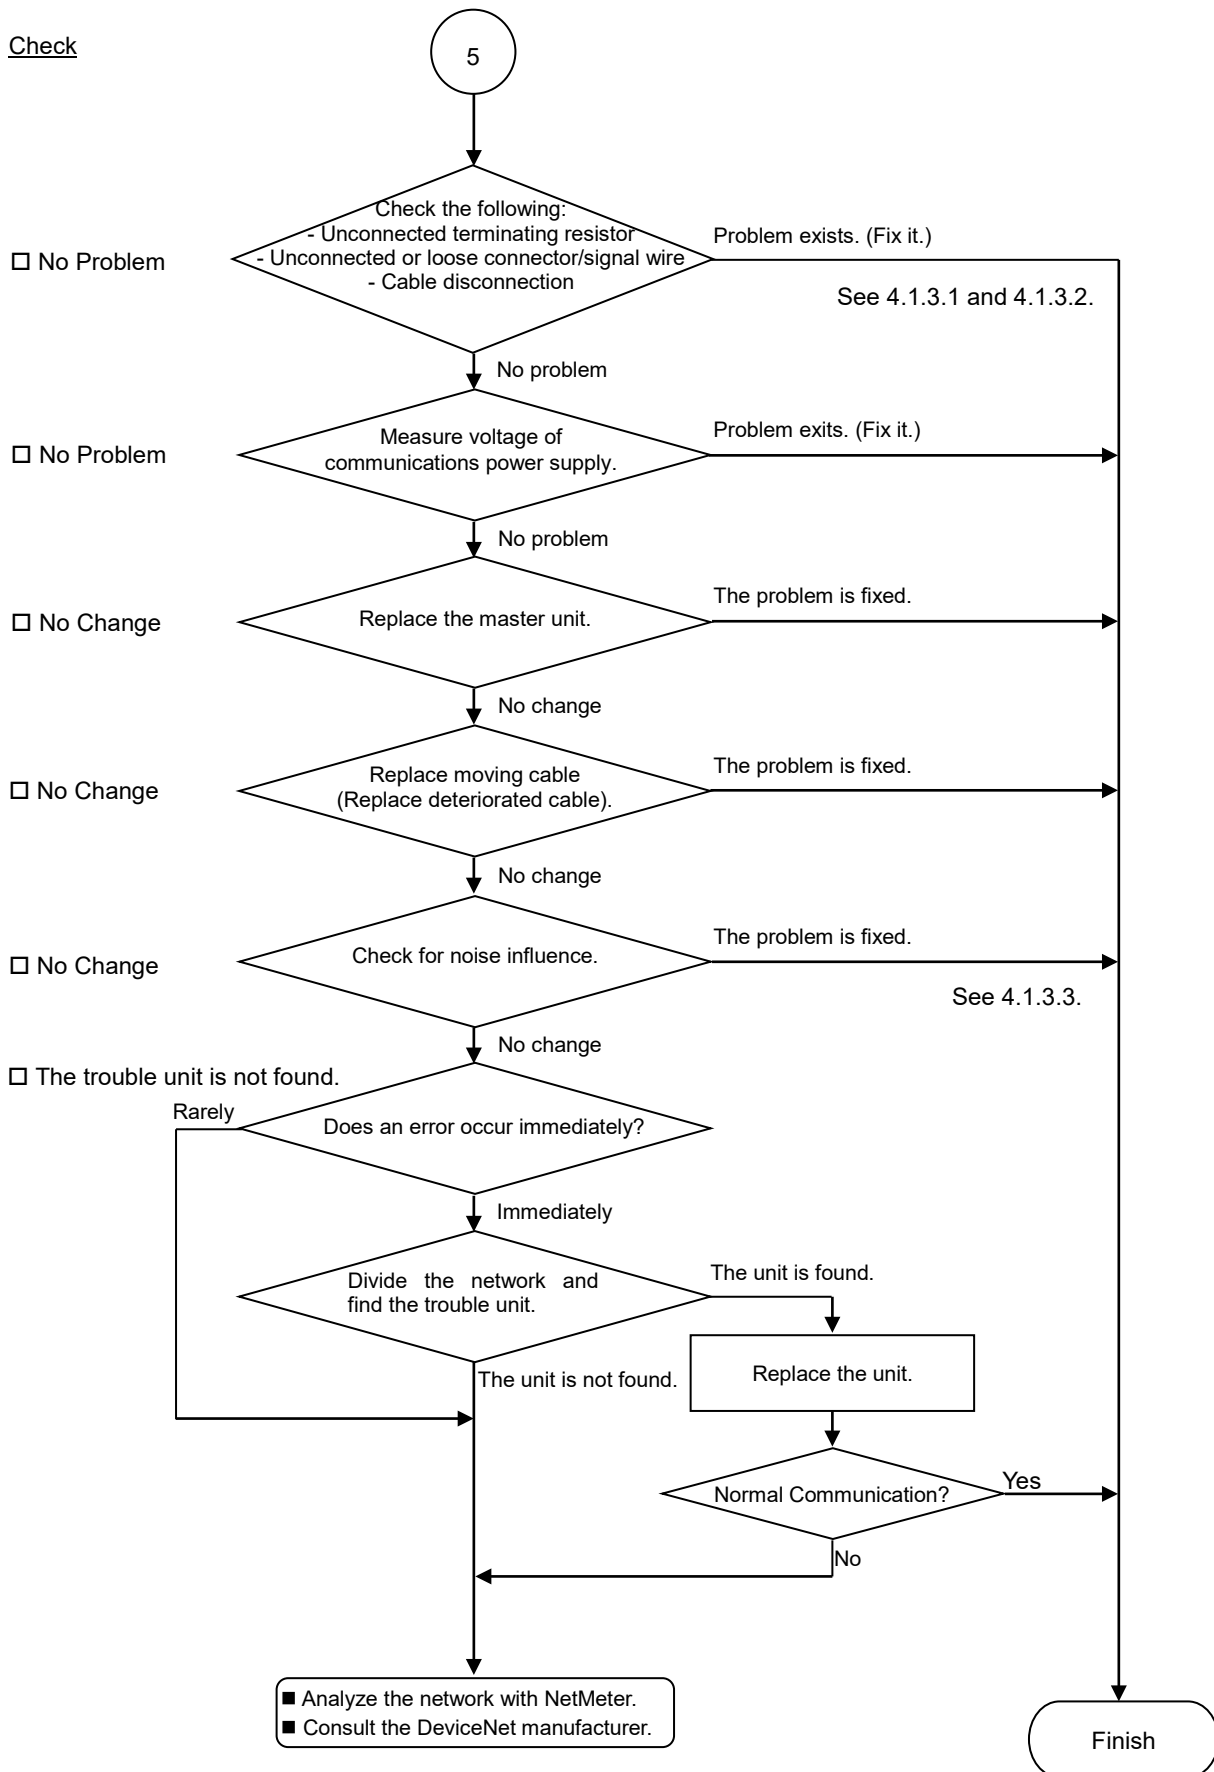 Check
5
Check the following:
- Unconnected terminating resistor
- Unconnected or loose connector/signal wire
- Cable disconnection
Problem exists. (Fix it.)
□ No Problem
See 4.1.3.1 and 4.1.3.2.
No problem
Measure voltage of
communications power supply.
Problem exits. (Fix it.)
□ No Problem
No problem
Replace the master unit.
The problem is fixed.
□ No Change
No change
Replace moving cable
(Replace deteriorated cable).
The problem is fixed.
□ No Change
No change
Check for noise influence.
The problem is fixed.
□ No Change
See 4.1.3.3.
No change
□ The trouble unit is not found.
Rarely
Does an error occur immediately?
Immediately
Divide the network and
find the trouble unit.
The unit is found.
The unit is not found.
Replace the unit.
Normal Communication?
Yes
No
■ Analyze the network with NetMeter.
■ Consult the DeviceNet manufacturer.
Finish